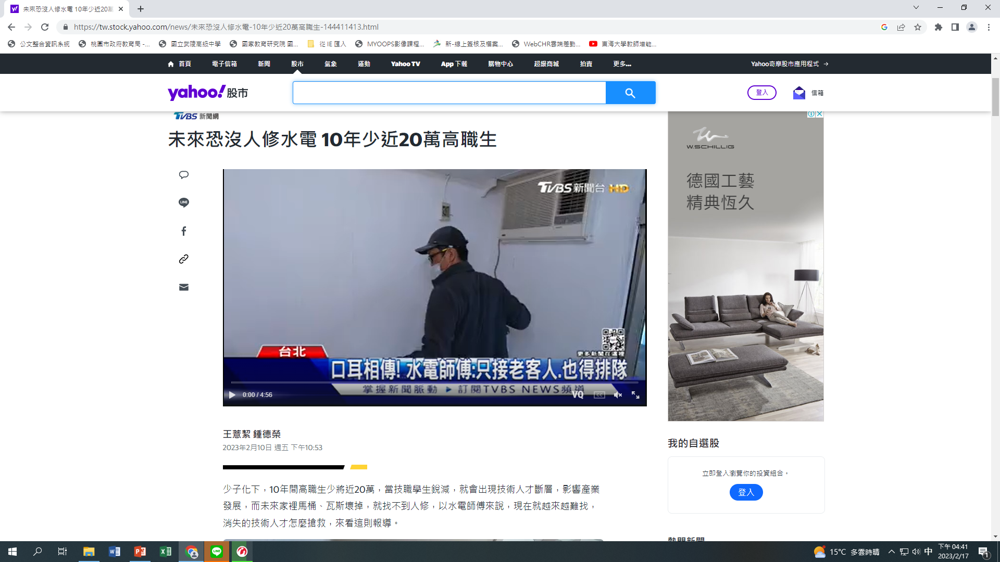 未來恐沒人修水電 10年少近20萬
https://tw.stock.yahoo.com/news/未來恐沒人修水電-10年少近20萬高職生-144411413.html
公文整合資訊系統
桃園市政府教育局 -...
國立武陵高級中學
國家教育研究院 國...
從 IE 匯入
MYOOPS影像課程...
新-線上簽核及檔案...
WebCHR雲端差勤...
東海大學教師增能...
首頁
電子信箱
新聞
股市
氣象
運動
Yahoo TV
App 下載
購物中心
超級商城
拍賣
更多...
Yahoo奇摩股市應用程式 →
yahoo!股市
登入
信箱
TVBS 新聞網
未來恐沒人修水電 10年少近20萬高職生
LINE
TVBS新聞台 HD
更多新聞在這裡
台北
口耳相傳! 水電師傅:只接老客人.也得排隊
掌握新聞脈動 ▶ 訂閱TVBS NEWS頻道
0:00 / 4:56
VQ
CC
王薏絜 鍾德榮
2023年2月10日 週五 下午10:53
少子化下，10年間高職生少將近20萬，當技職學生銳減，就會出現技術人才斷層，影響產業
發展，而未來家裡馬桶、瓦斯壞掉，就找不到人修，以水電師傅來說，現在就越來越難找，
消失的技術人才怎麼搶救，來看這則報導。
W.SCHILLIG
德國工藝
精典恆久
我的自選股
立即登入瀏覽你的投資組合。
登入
熱門新聞
15°C 多雲時晴
中
下午 04:41
2023/2/17
1